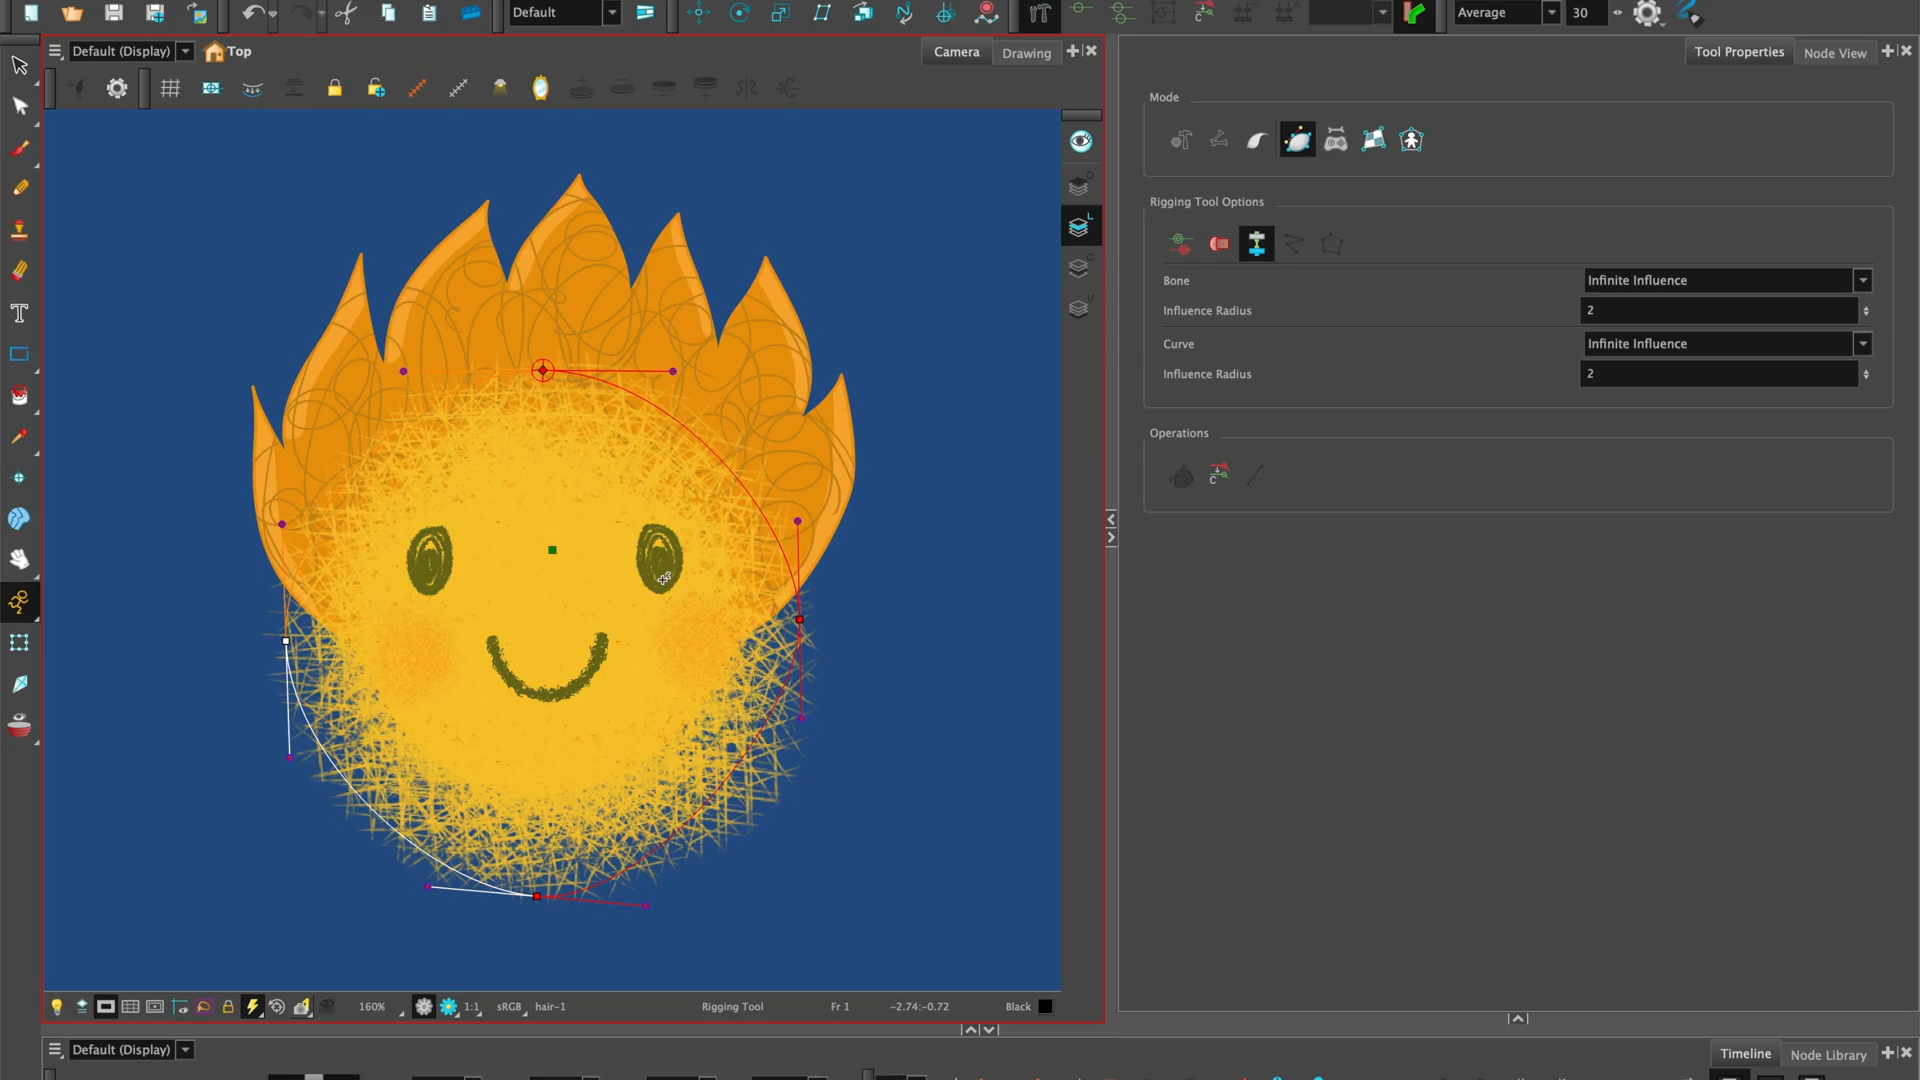 Default
Average
30
Default (Display)
Top
Camera
Drawing
Tool Properties
Node View
Mode
Rigging Tool Options
Bone
Infinite Influence
Influence Radius
2
Curve
Infinite Influence
Influence Radius
2
Operations
160%
1:1
sRGB
hair-1
Rigging Tool
Fr 1
-2.74:-0.72
Black
Default (Display)
Timeline
Node Library